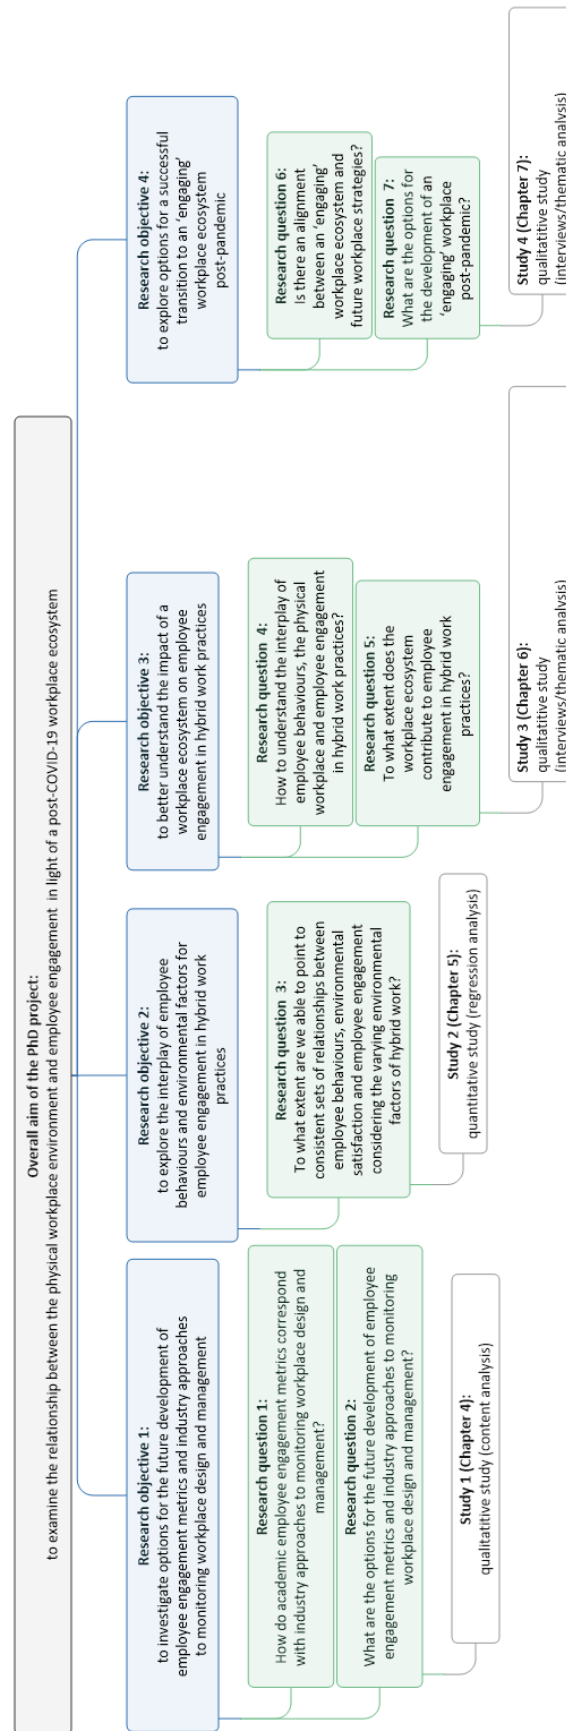 Overall aim of the PhD project:
to examine the relationship between the physical workplace environment and employee engagement in light of a post-COVID-19 workplace ecosystem
Research objective 1:
to investigate options for the future development of
employee engagement metrics and industry approaches
to monitoring workplace design and management
Research question 1:
How do academic employee engagement metrics correspond
with industry approaches to monitoring workplace design and
management?
Research question 2:
What are the options for the future development of employee
engagement metrics and industry approaches to monitoring
workplace design and management?
Study 1 (Chapter 4):
qualitatitive study (content analysis)
Research objective 2:
to explore the interplay of employee
behaviours and environmental factors for
employee engagement in hybrid work
practices
Research question 3:
To what extent are we able to point to
consistent sets of relationships between
employee behaviours, environmental
satisfaction and employee engagement
considering the varying environmental
factors of hybrid work?
Study 2 (Chapter 5):
quantitative study (regression analysis)
Research objective 3:
to better understand the impact of a
workplace ecosystem on employee
engagement in hybrid work practices
Research question 4:
How to understand the interplay of
employee behaviours, the physical
workplace and employee engagement
in hybrid work practices?
Research question 5:
To what extent does the
workplace ecosystem
contribute to employee
engagement in hybrid work
practices?
Study 3 (Chapter 6):
qualitatitive study
(interviews/thematic analysis)
Research objective 4:
to explore options for a successful
transition to an ‘engaging’
workplace ecosystem
post-pandemic
Research question 6:
Is there an alignment
between an ‘engaging’
workplace ecosystem and
future workplace strategies?
Research question 7:
What are the options for
the development of an
‘engaging’ workplace
post-pandemic?
Study 4 (Chapter 7):
qualitatitive study
(interviews/thematic analysis)